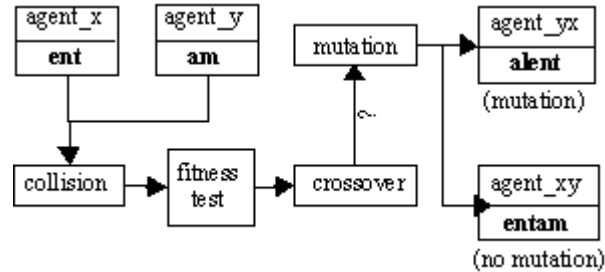 agent_x
ent
agent_y
am
mutation
agent_yx
alent
(mutation)
?
collision
fitness
test
crossover
agent_xy
entam
(no mutation)